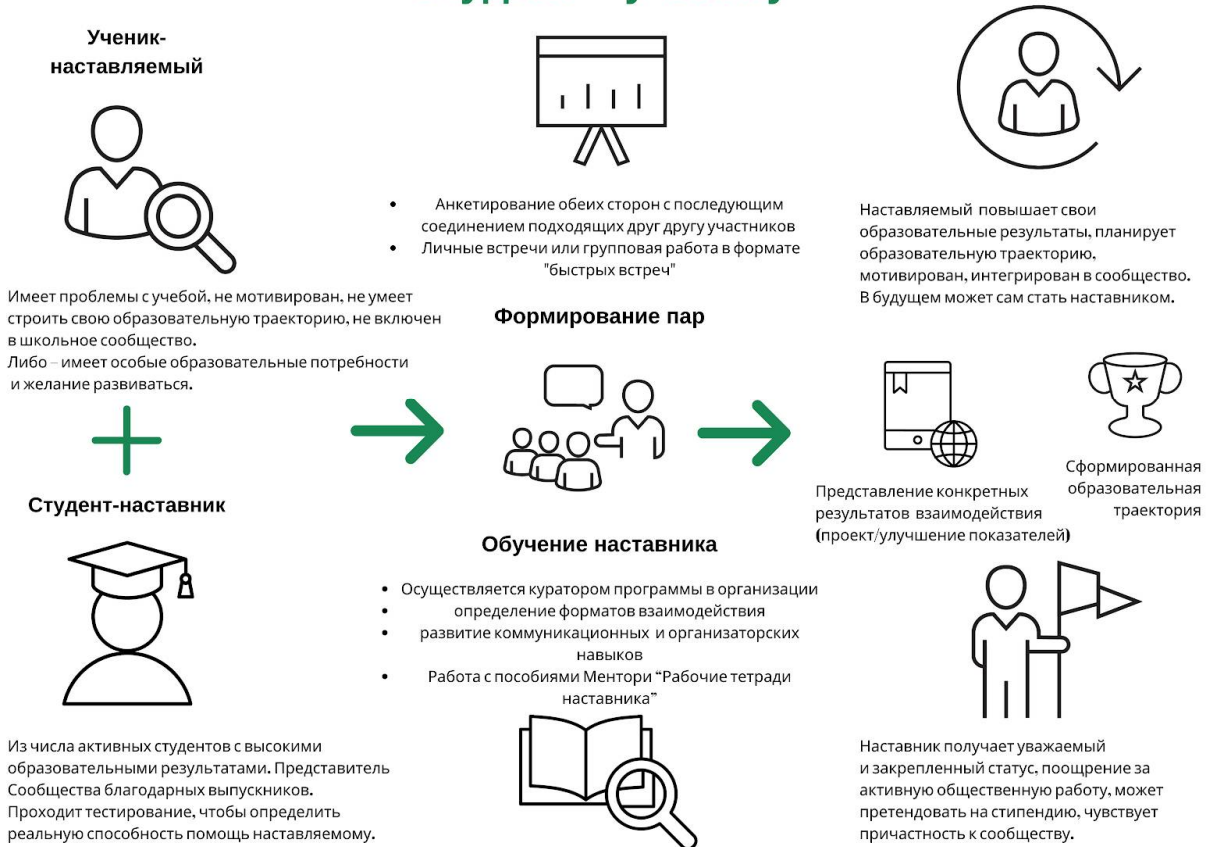 Ученик-
наставляемый
Имеет проблемы с учебой, не мотивирован, не умеет
строить свою образовательную траекторию, не включен
в школьное сообщество.
Либо – имеет особые образовательные потребности
и желание развиваться.
Студент-наставник
Из числа активных студентов с высокими
образовательными результатами. Представитель
Сообщества благодарных выпускников.
Проходит тестирование, чтобы определить
реальную способность помощь наставляемому.
• Анкетирование обеих сторон с последующим
соединением подходящих друг другу участников
• Личные встречи или групповая работа в формате
"быстрых встреч"
Формирование пар
Обучение наставника
• Осуществляется куратором программы в организации
• определение форматов взаимодействия
• развитие коммуникационных и организаторских
навыков
• Работа с пособиями Ментори “Рабочие тетради
наставника”
Наставляемый повышает свои
образовательные результаты, планирует
образовательную траекторию,
мотивирован, интегрирован в сообщество.
В будущем может сам стать наставником.
Представление конкретных
результатов взаимодействия
(проект/улучшение показателей)
Сформированная
образовательная
траектория
Наставник получает уважаемый
и закрепленный статус, поощрение за
активную общественную работу, может
претендовать на стипендию, чувствует
причастность к сообществу.